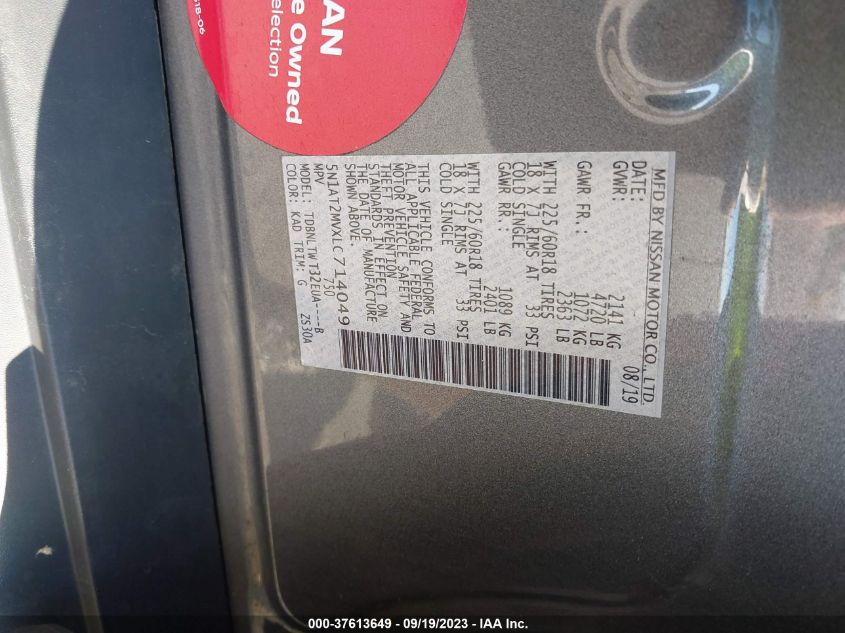 AN
e Owned
election
618-06
MFD BY NISSAN MOTOR CO., LTD.
DATE: 08/19
GVWR: 2141 KG
4720 LB
GAWR FR.: 1072 KG
2363 LB
WITH 225/60R18 TIRES
18 X 7J RIMS AT 33 PSI
COLD SINGLE
GAWR RR.: 1089 KG
2401 LB
WITH 225/60R18 TIRES
18 X 7J RIMS AT 33 PSI
COLD SINGLE
THIS VEHICLE CONFORMS TO
ALL APPLICABLE FEDERAL
MOTOR VEHICLE SAFETY AND
THEFT PREVENTION
STANDARDS IN EFFECT ON
THE DATE OF MANUFACTURE
SHOWN ABOVE.
5N1AT2MVXLC714049
MPV 750
MODEL: TDBNLTWT32EUA----B
COLOR: KAD TRIM: G ZS30A
000-37613649 - 09/19/2023 - IAA Inc.